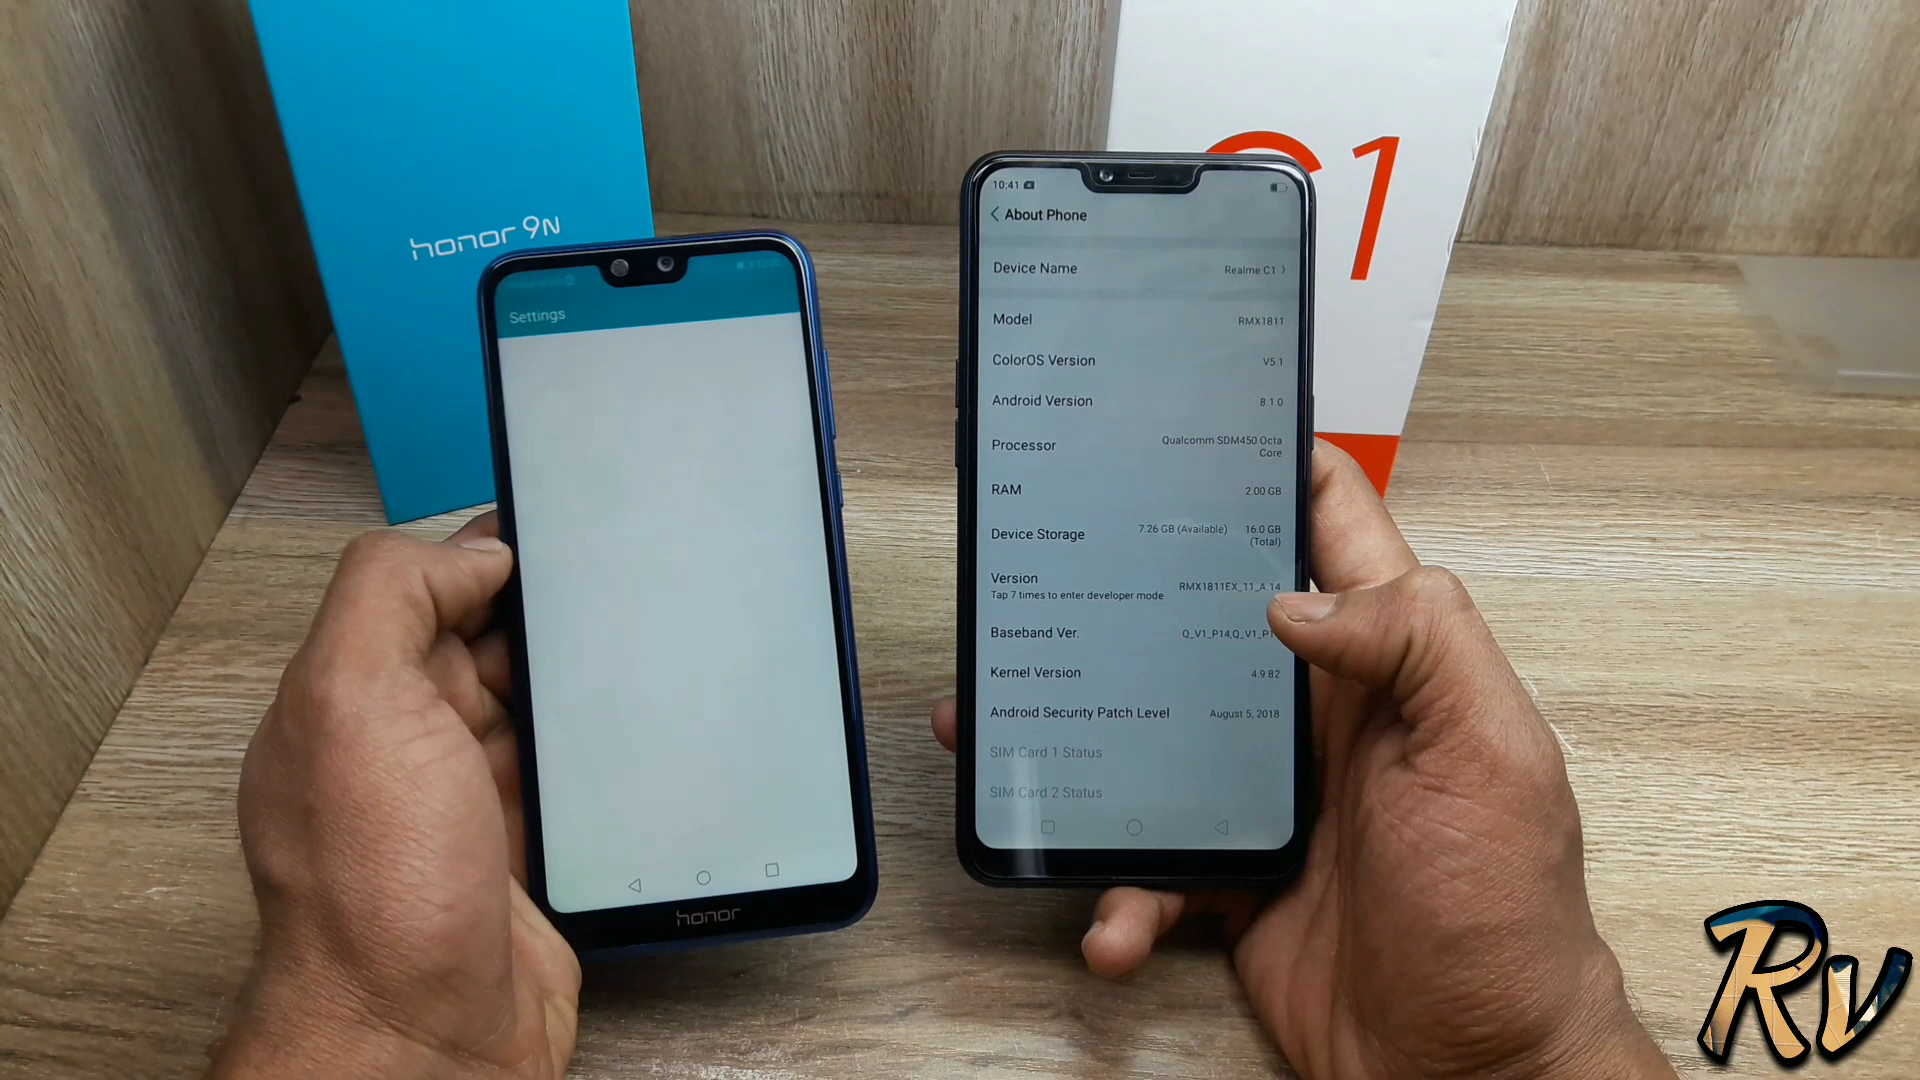 honor 9N
C1
Settings
honor
10:41
About Phone
Device Name Realme C1
Model RMX1811
ColorOS Version V5.1
Android Version 8.1.0
Processor Qualcomm SDM450 Octa
Core
RAM 2.00 GB
Device Storage 7.26 GB (Available) 16.0 GB
(Total)
Version RMX1811EX_11_A.14
Tap 7 times to enter developer mode
Baseband Ver. Q_V1_P14,Q_V1_P1
Kernel Version 4.9.82
Android Security Patch Level August 5, 2018
SIM Card 1 Status
SIM Card 2 Status
Rv